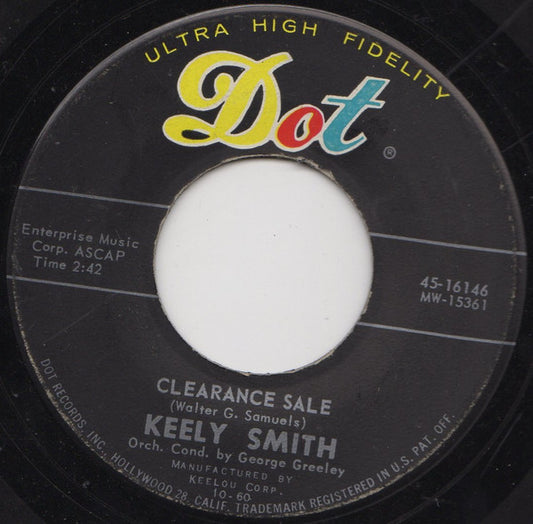 ULTRA HIGH FIDELITY
Dot
®
Enterprise Music
Corp. ASCAP
Time 2:42
45-16146
MW-15361
CLEARANCE SALE
(Walter G. Samuels)
KEELY SMITH
Orch. Cond. by George Greeley
MANUFACTURED BY
KEELOU CORP.
10-60
DOT RECORDS, INC., HOLLYWOOD 28, CALIF. TRADEMARK REGISTERED IN U.S. PAT. OFF.